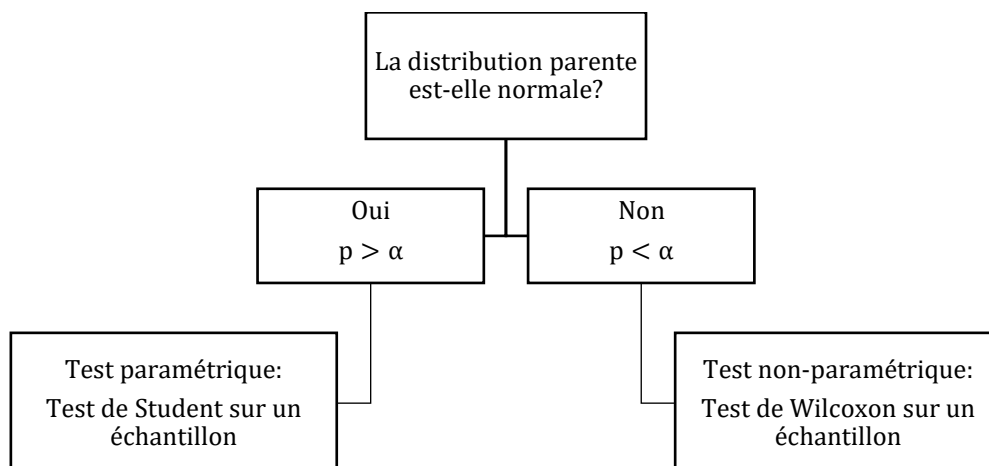 La distribution parente
est-elle normale?
Oui
p > α
Non
p < α
Test paramétrique:
Test de Student sur un
échantillon
Test non-paramétrique:
Test de Wilcoxon sur un
échantillon